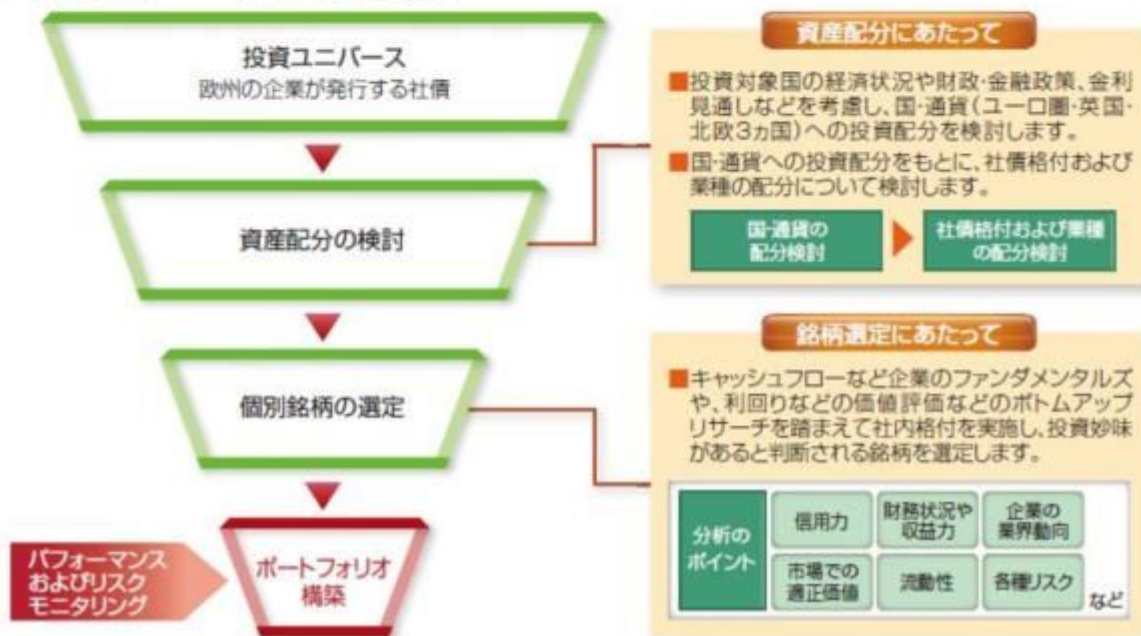 投資ユニバース
欧州の企業が発行する社債
資産配分の検討
個別銘柄の選定
パフォーマンス
およびリスク
モニタリング
ポートフォリオ
構築
資産配分にあたって
■投資対象国の経済状況や財政・金融政策、金利
見通しなどを考慮し、国・通貨(ユーロ圏・英国・
北欧3ヵ国)への投資配分を検討します。
■国・通貨への投資配分をもとに、社債格付および
業種の配分について検討します。
国・通貨の
配分検討
社債格付および業種
の配分検討
銘柄選定にあたって
■キャッシュフローなど企業のファンダメンタルズ
や、利回りなどの価値評価などのボトムアップ
リサーチを踏まえて社内格付を実施し、投資妙味
があると判断される銘柄を選定します。
分析の
ポイント
信用力
財務状況や
収益力
企業の
業界動向
市場での
適正価値
流動性
各種リスク
など